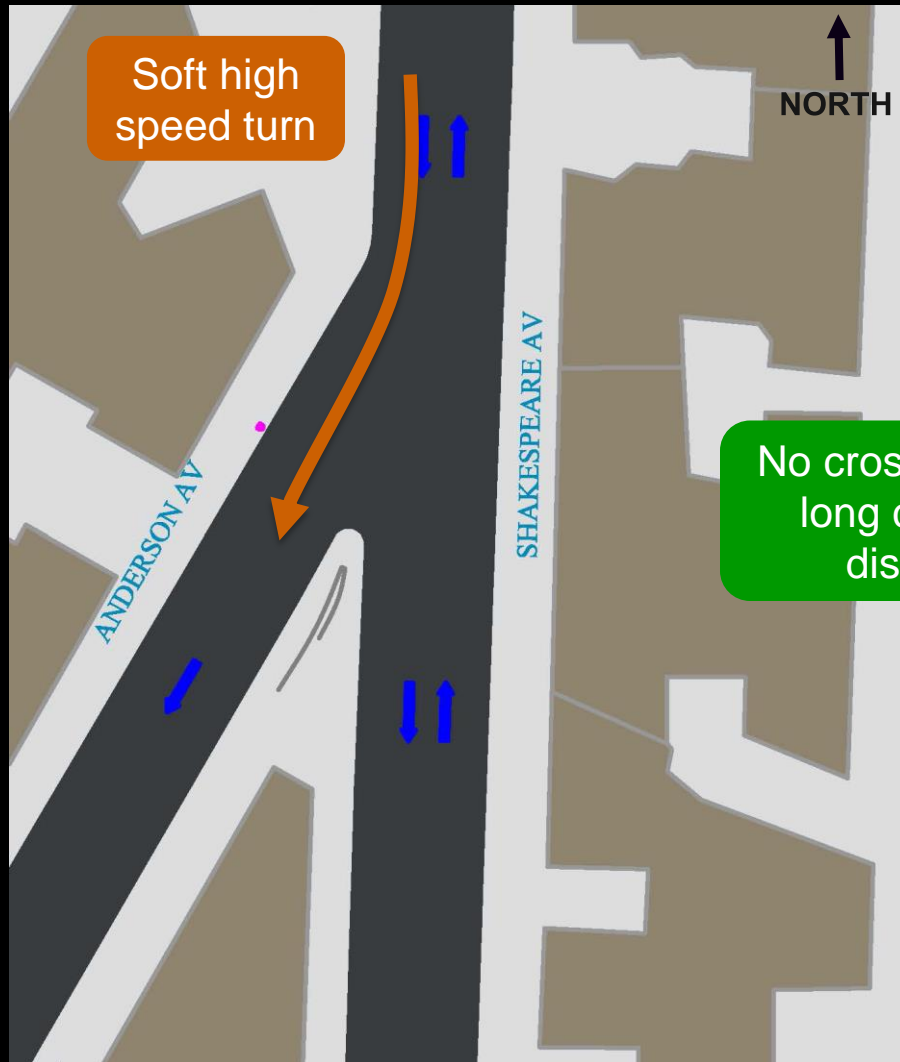 Soft high
speed turn
NORTH
SHAKESPEARE AV
No cros
long
dis
ANDERSON AV